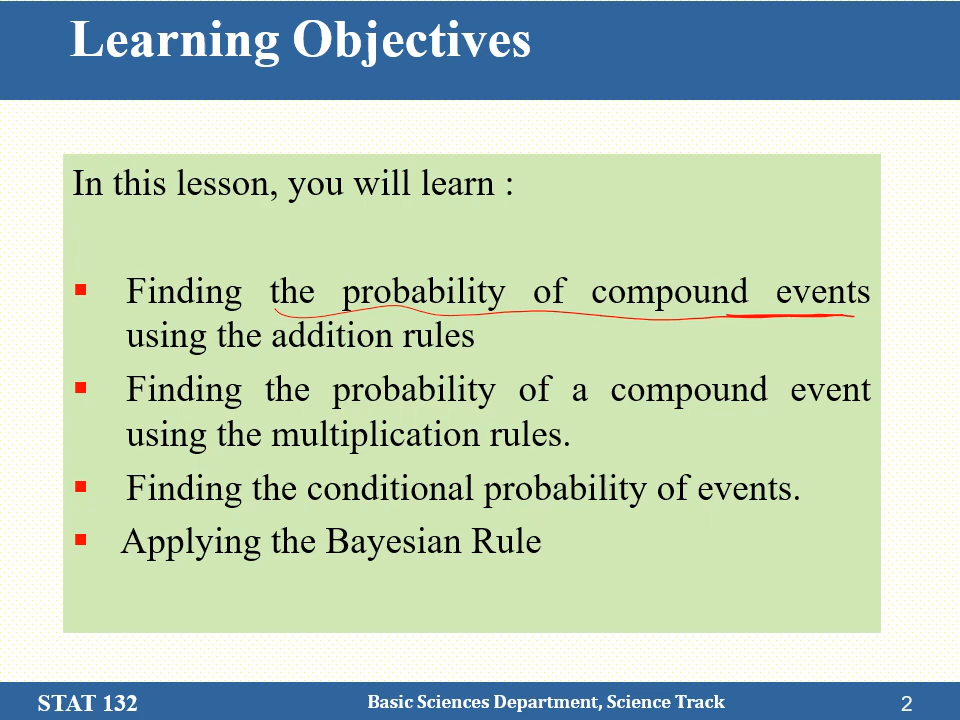 Learning Objectives
In this lesson, you will learn :
▪ Finding the probability of compound events
using the addition rules
▪ Finding the probability of a compound event
using the multiplication rules.
▪ Finding the conditional probability of events.
▪ Applying the Bayesian Rule
STAT 132
Basic Sciences Department, Science Track
2